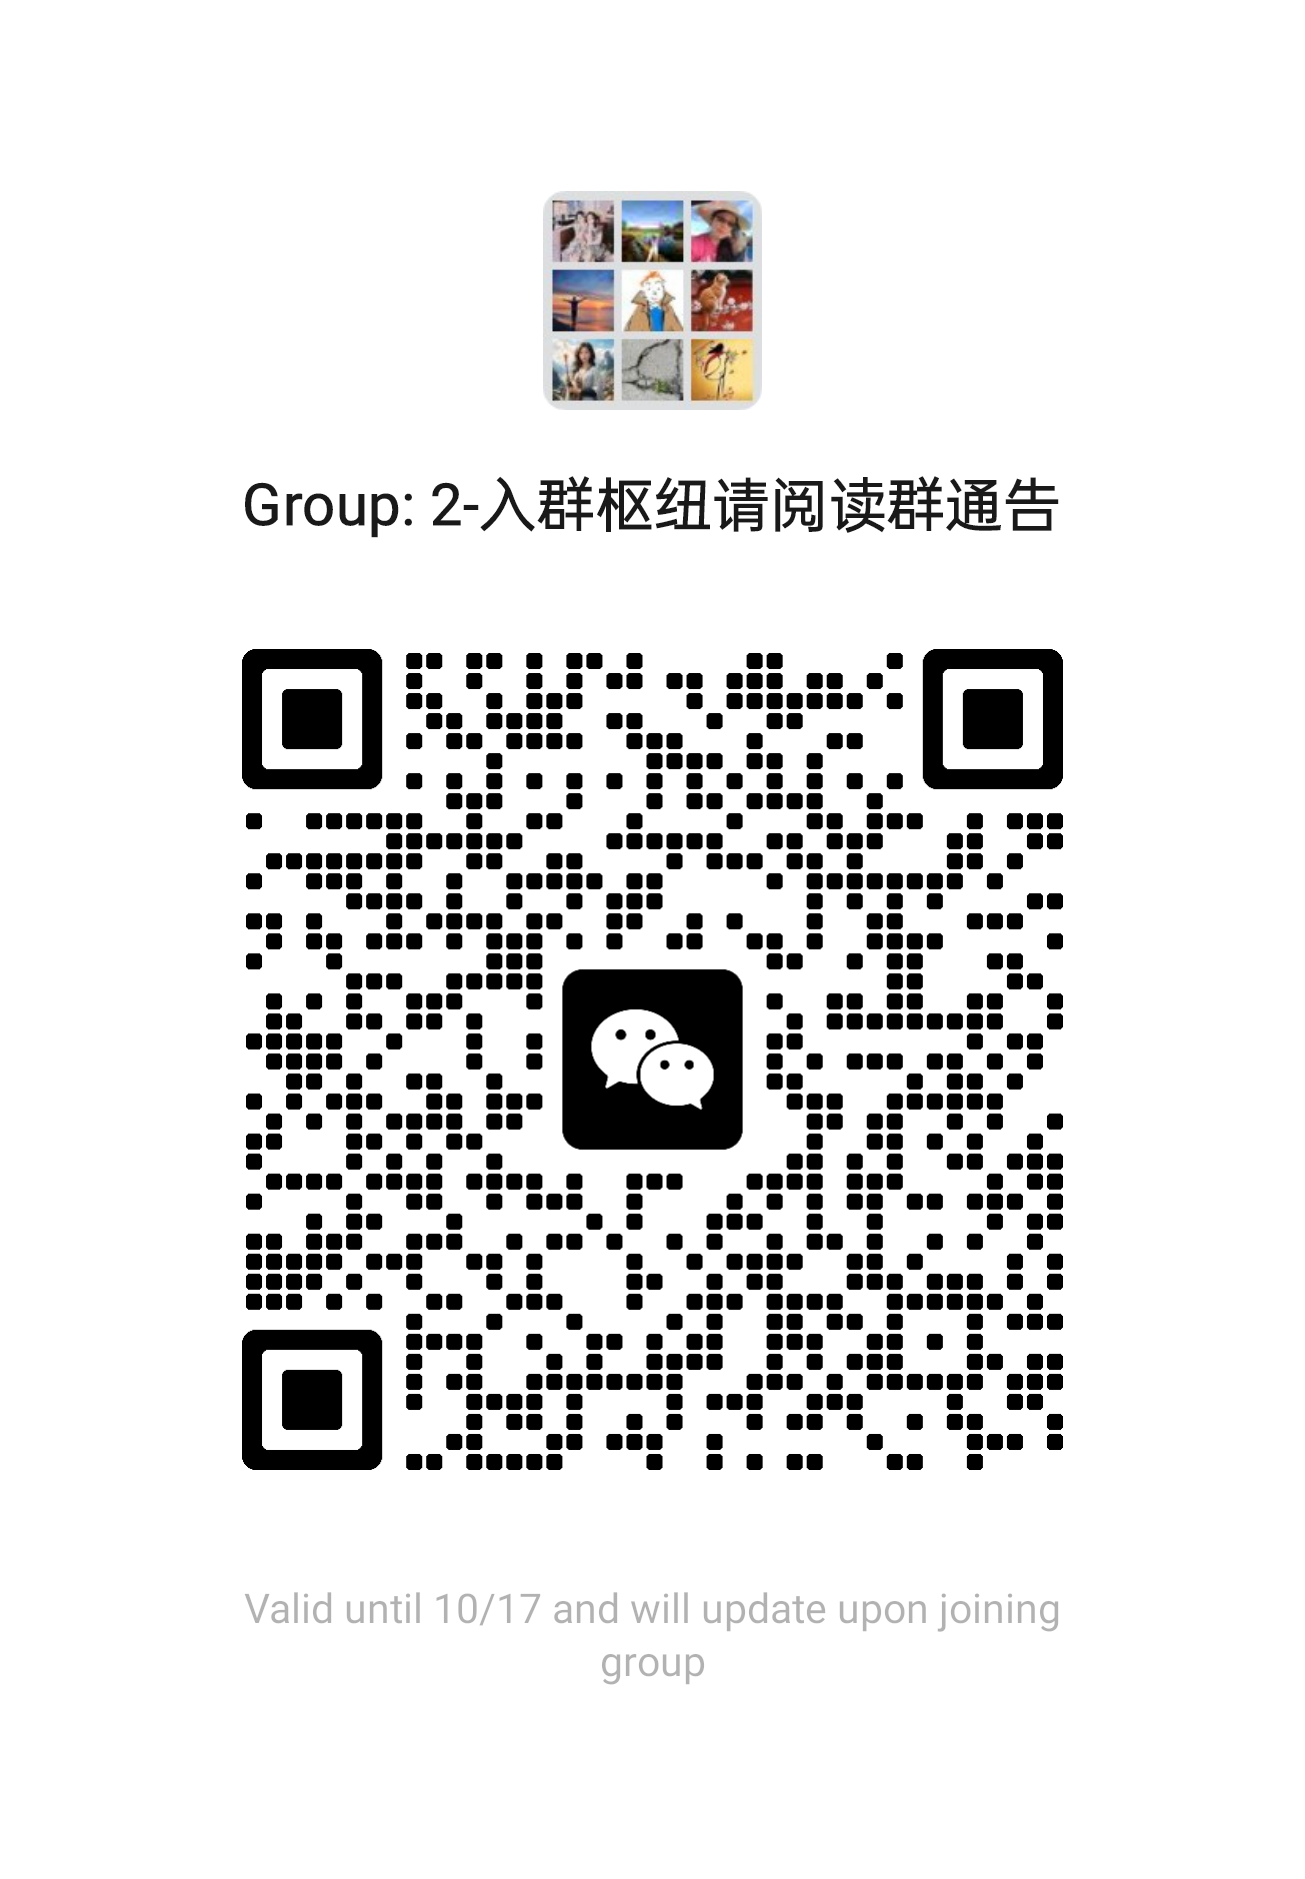 Group: 2-入群枢纽请阅读群通告
Valid until 10/17 and will update upon joining
group